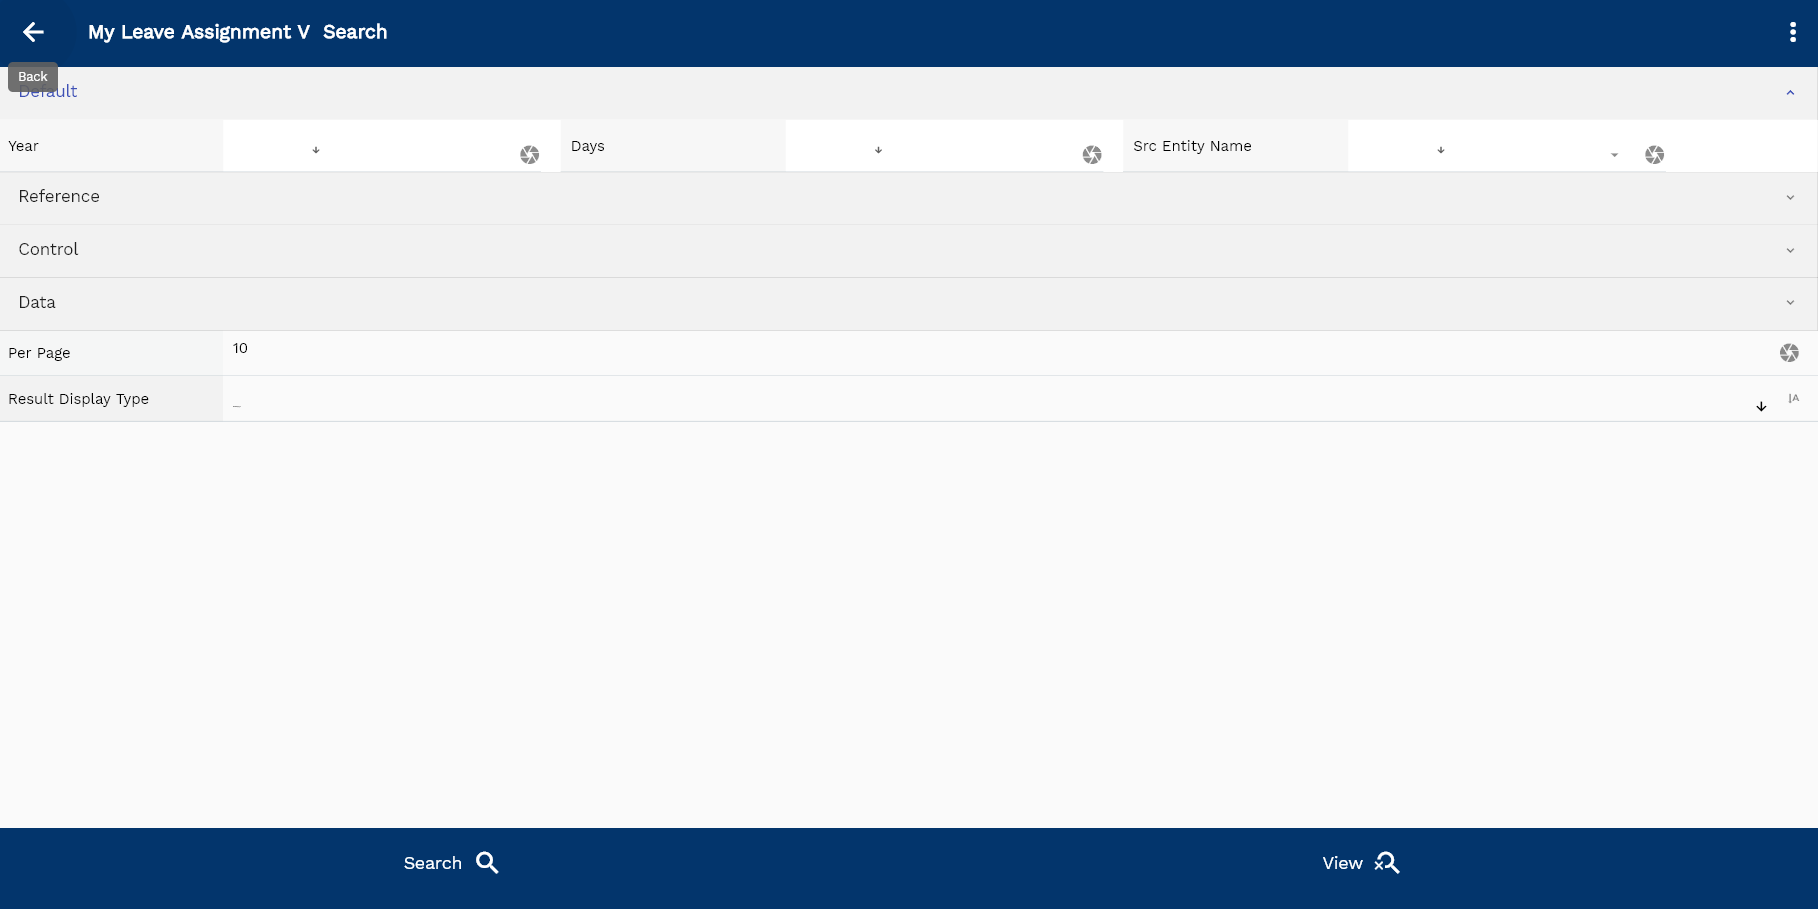 My Leave Assignment V  Search
Back
Default
Year
Days
Src Entity Name
Reference
Control
Data
Per Page
10
Result Display Type
_
Search
View